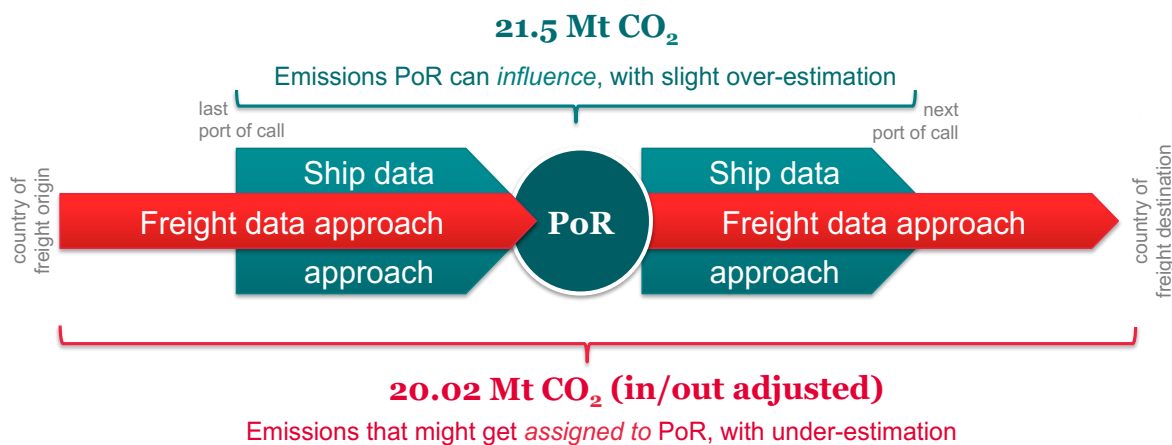 21.5 Mt CO₂
Emissions PoR can influence, with slight over-estimation
last
port of call
next
port of call
country of
freight origin
Ship data
Freight data approach
approach
PoR
Ship data
Freight data approach
approach
country of
freight destination
20.02 Mt CO₂ (in/out adjusted)
Emissions that might get assigned to PoR, with under-estimation